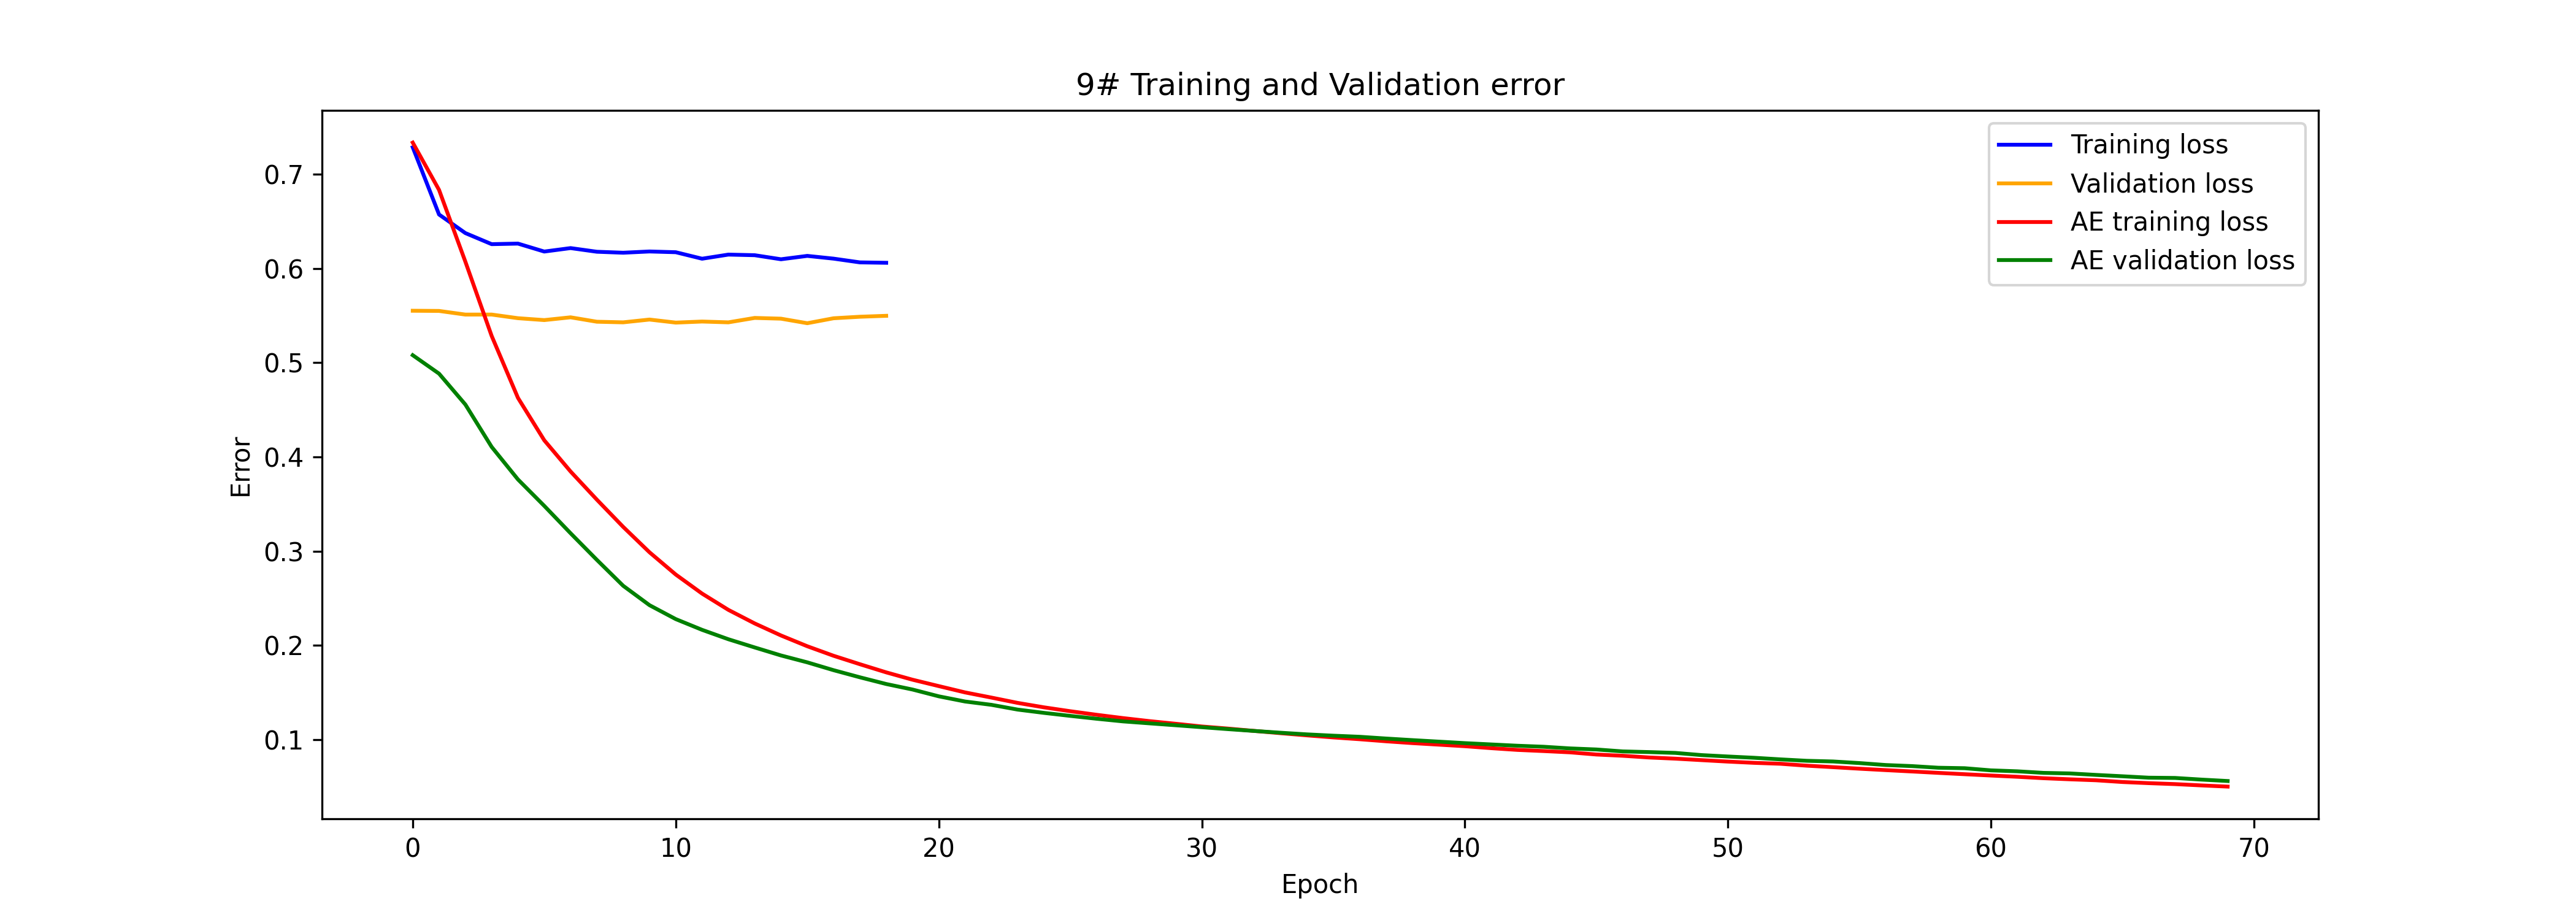 9# Training and Validation error
Training loss
Validation loss
AE training loss
AE validation loss
Error
0.7
0.6
0.5
0.4
0.3
0.2
0.1
0 10 20 30 40 50 60 70
Epoch